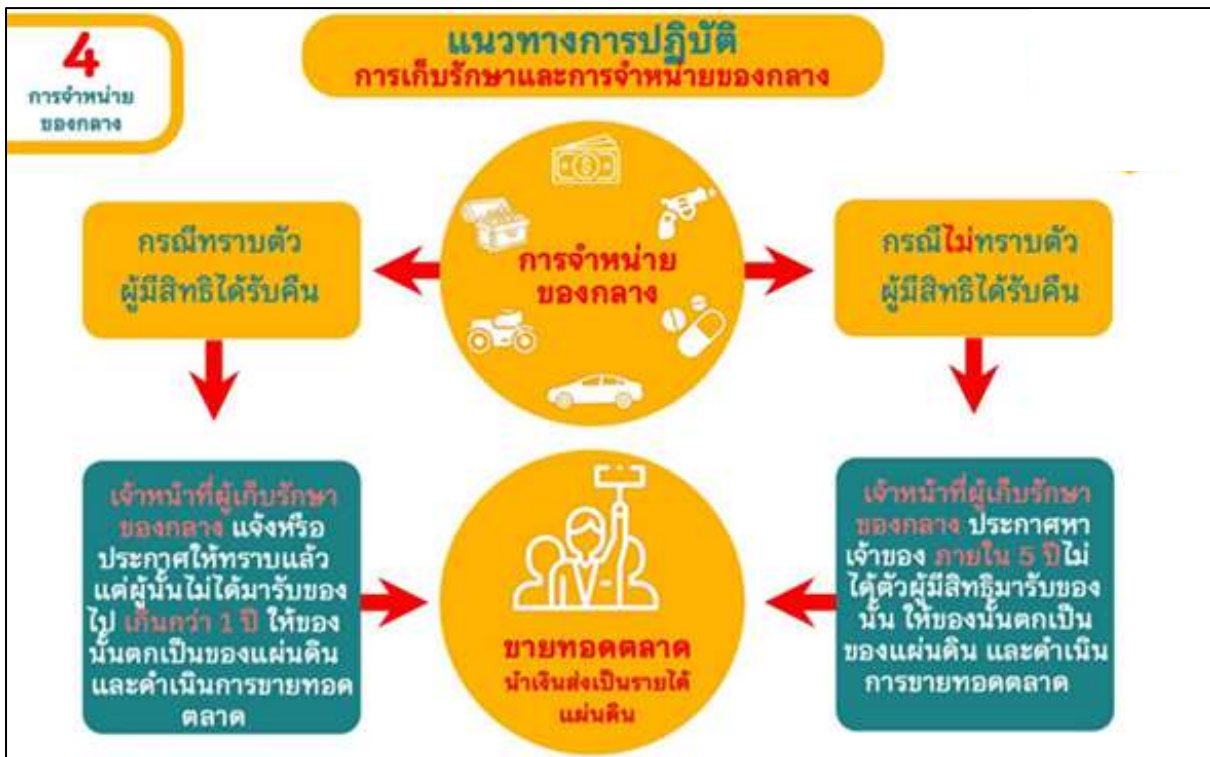 4
การจำหน่าย
ของกลาง
แนวทางการปฏิบัติ
การเก็บรักษาและการจำหน่ายของกลาง
กรณีทราบตัว
ผู้มีสิทธิได้รับคืน
การจำหน่าย
ของกลาง
กรณีไม่ทราบตัว
ผู้มีสิทธิได้รับคืน
เจ้าหน้าที่ผู้เก็บรักษา
ของกลาง แจ้งหรือ
ประกาศให้ทราบแล้ว
แต่ผู้นั้นไม่ได้มารับของ
ไป เกินกว่า 1 ปี ให้ของ
นั้นตกเป็นของแผ่นดิน
และดำเนินการขายทอด
ตลาด
ขายทอดตลาด
นำเงินส่งเป็นรายได้
แผ่นดิน
เจ้าหน้าที่ผู้เก็บรักษา
ของกลาง ประกาศหา
เจ้าของ ภายใน 5 ปีไม่
ได้ตัวผู้มีสิทธิมารับของ
นั้น ให้ของนั้นตกเป็น
ของแผ่นดิน และดำเนิน
การขายทอดตลาด